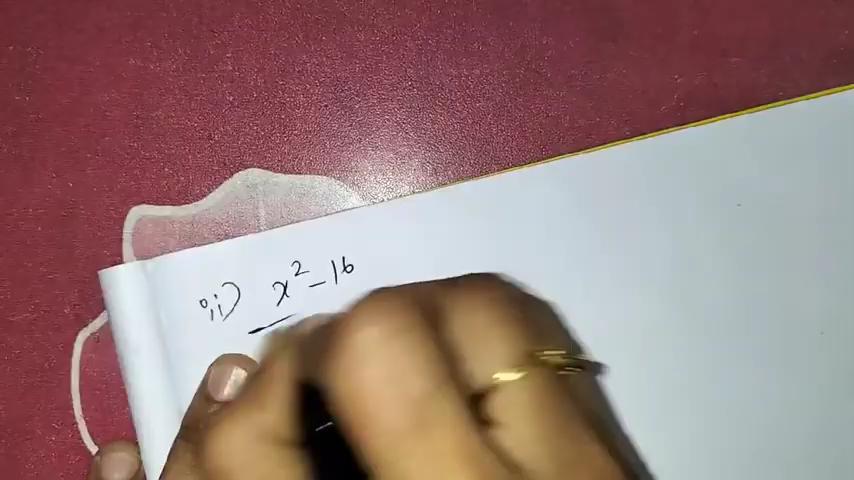 ii) x² - 16